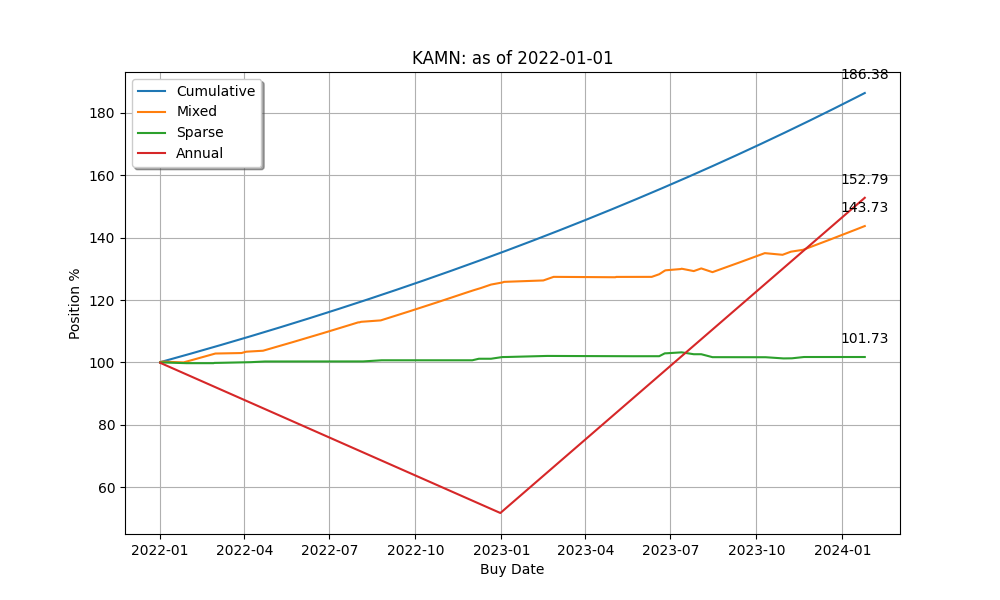 KAMN: as of 2022-01-01
186.38
Cumulative
Mixed
Sparse
Annual
152.79
143.73
101.73
Position %
180
160
140
120
100
80
60
2022-01 2022-04 2022-07 2022-10 2023-01 2023-04 2023-07 2023-10 2024-01
Buy Date